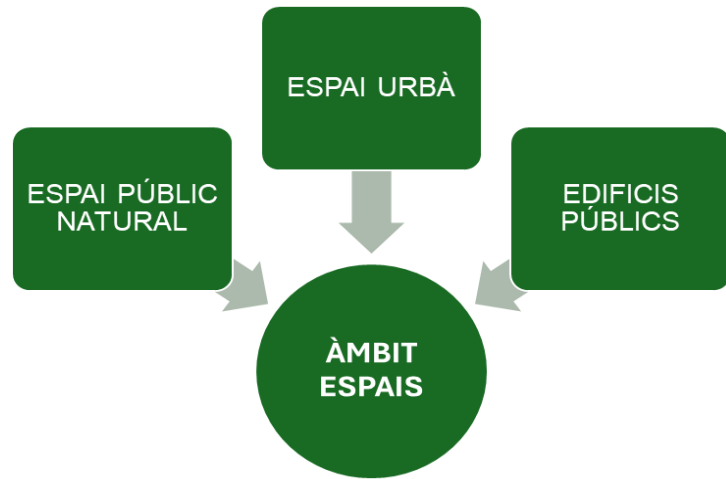 ESPAI URBÀ
ESPAI PÚBLIC
NATURAL
EDIFICIS
PÚBLICS
ÀMBIT
ESPAIS